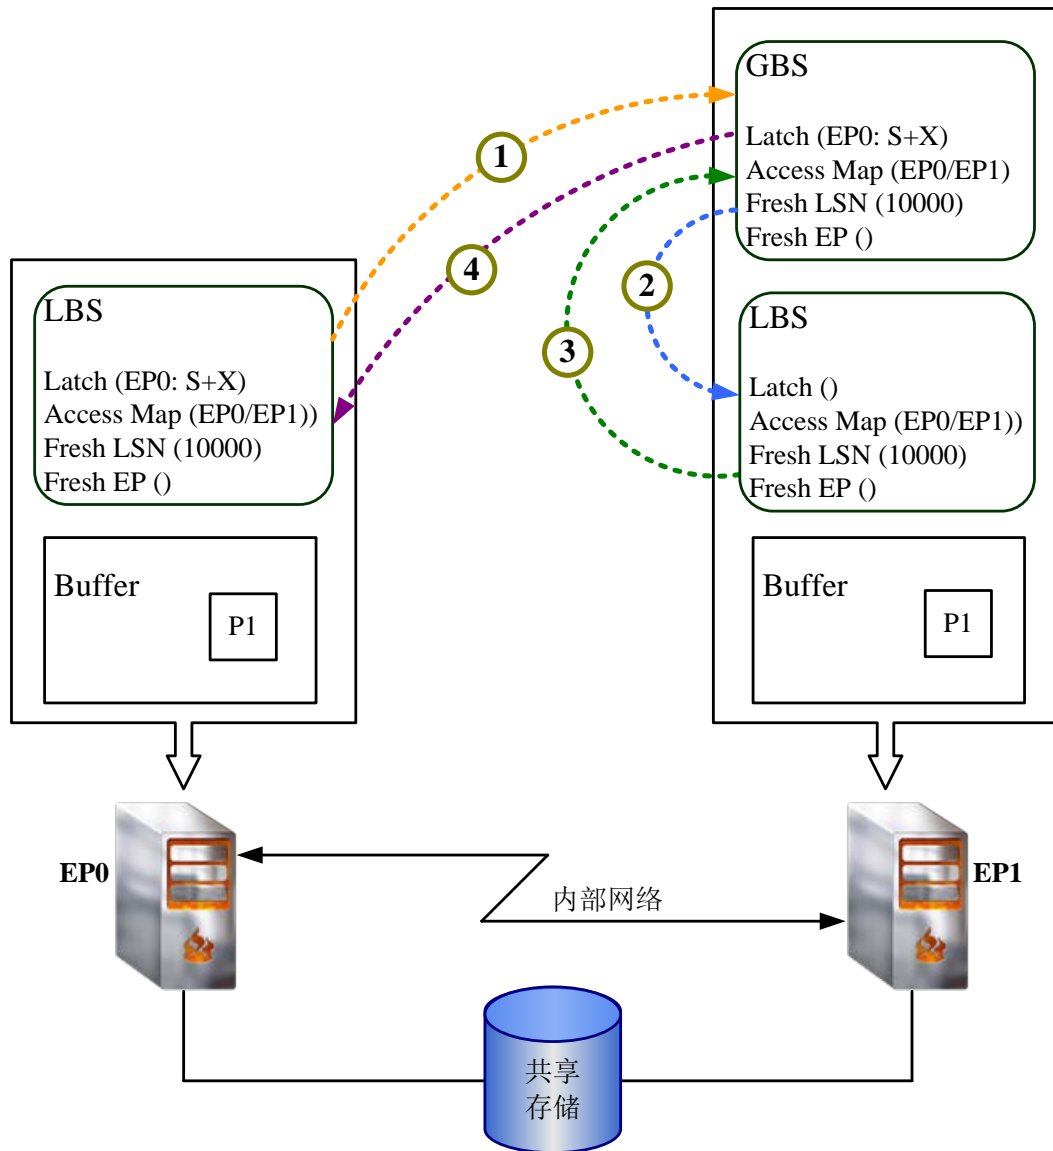 GBS
Latch (EP0: S+X)
Access Map (EP0/EP1)
Fresh LSN (10000)
Fresh EP ()
1
4
2
3
LBS
Latch (EP0: S+X)
Access Map (EP0/EP1))
Fresh LSN (10000)
Fresh EP ()
LBS
Latch ()
Access Map (EP0/EP1))
Fresh LSN (10000)
Fresh EP ()
Buffer
P1
Buffer
P1
EP0
EP1
内部网络
共享
存储